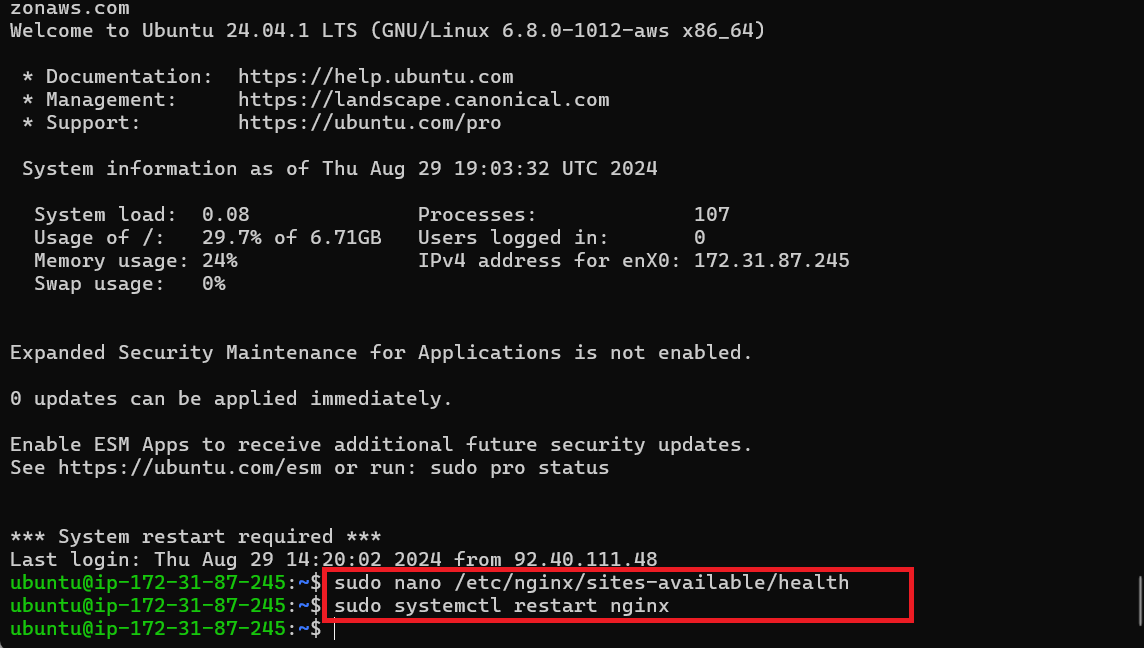 zonaws.com
Welcome to Ubuntu 24.04.1 LTS (GNU/Linux 6.8.0-1012-aws x86_64)
* Documentation:  https://help.ubuntu.com
* Management:     https://landscape.canonical.com
* Support:        https://ubuntu.com/pro
System information as of Thu Aug 29 19:03:32 UTC 2024
System load:  0.08              Processes:             107
Usage of /:   29.7% of 6.71GB   Users logged in:       0
Memory usage: 24%               IPv4 address for enX0: 172.31.87.245
Swap usage:   0%
Expanded Security Maintenance for Applications is not enabled.
0 updates can be applied immediately.
Enable ESM Apps to receive additional future security updates.
See https://ubuntu.com/esm or run: sudo pro status
*** System restart required ***
Last login: Thu Aug 29 14:20:02 2024 from 92.40.111.48
ubuntu@ip-172-31-87-245:~$ sudo nano /etc/nginx/sites-available/health
ubuntu@ip-172-31-87-245:~$ sudo systemctl restart nginx
ubuntu@ip-172-31-87-245:~$